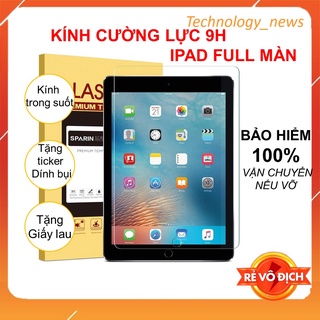 Technology_news
KÍNH CƯỜNG LỰC 9H
IPAD FULL MÀN
Kính
trong suốt
Tặng
ticker
Dính bụi
Tặng
Giấy lau
SPARIN
BẢO HIỂM
100%
VẬN CHUYỂN
NẾU VỠ
RẺ VÔ ĐỊCH